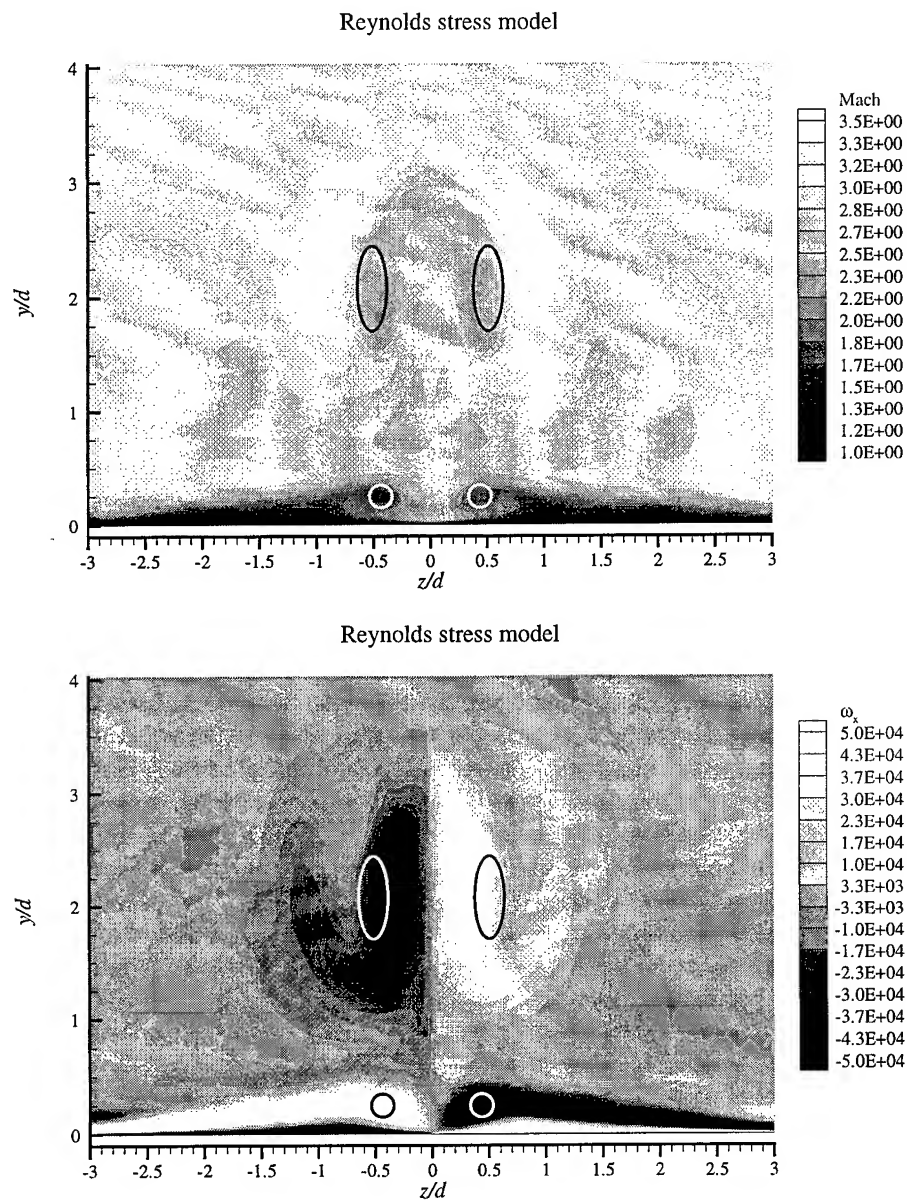 Reynolds stress model
4
3
2
1
0
y/d
-3
-2.5
-2
-1.5
-1
-0.5
0
0.5
1
1.5
2
2.5
3
z/d
Mach
3.5E+00
3.3E+00
3.2E+00
3.0E+00
2.8E+00
2.7E+00
2.5E+00
2.3E+00
2.2E+00
2.0E+00
1.8E+00
1.7E+00
1.5E+00
1.3E+00
1.2E+00
1.0E+00
Reynolds stress model
4
3
2
1
0
y/d
-3
-2.5
-2
-1.5
-1
-0.5
0
0.5
1
1.5
2
2.5
3
z/d
ωx
5.0E+04
4.3E+04
3.7E+04
3.0E+04
2.3E+04
1.7E+04
1.0E+04
3.3E+03
-3.3E+03
-1.0E+04
-1.7E+04
-2.3E+04
-3.0E+04
-3.7E+04
-4.3E+04
-5.0E+04